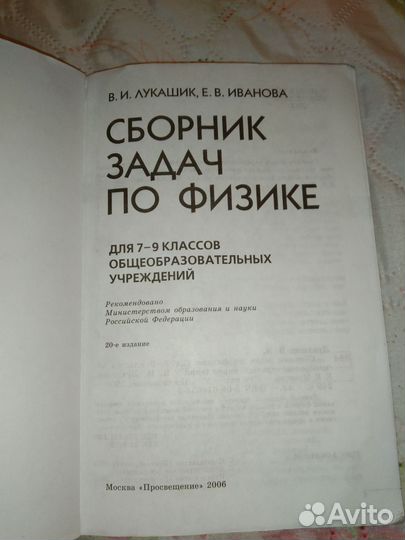 В. И. ЛУКАШИК, Е. В. ИВАНОВА
СБОРНИК
ЗАДАЧ
ПО ФИЗИКЕ
ДЛЯ 7–9 КЛАССОВ
ОБЩЕОБРАЗОВАТЕЛЬНЫХ
УЧРЕЖДЕНИЙ
Рекомендовано
Министерством образования и науки
Российской Федерации
20-е издание
Москва «Просвещение» 2006
Avito